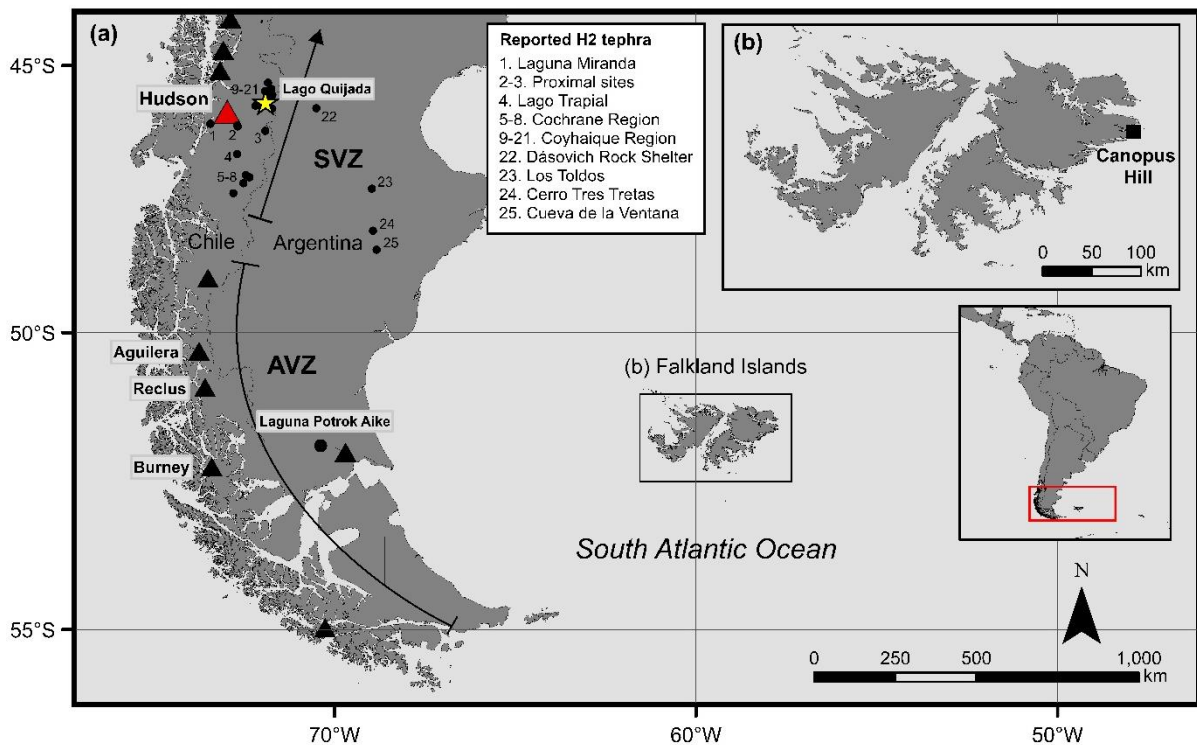 (a)
45°S
50°S
55°S
70°W
60°W
50°W
Hudson
9-21
Lago Quijada
22
1
2
3
4
5-8
SVZ
23
24
25
Chile
Argentina
Aguilera
Reclus
AVZ
Laguna Potrok Aike
Burney
Reported H2 tephra
1. Laguna Miranda
2-3. Proximal sites
4. Lago Trapial
5-8. Cochrane Region
9-21. Coyhaique Region
22. Dásovich Rock Shelter
23. Los Toldos
24. Cerro Tres Tretas
25. Cueva de la Ventana
(b)
Canopus
Hill
0 50 100
km
(b) Falkland Islands
South Atlantic Ocean
N
0 250 500 1,000
km